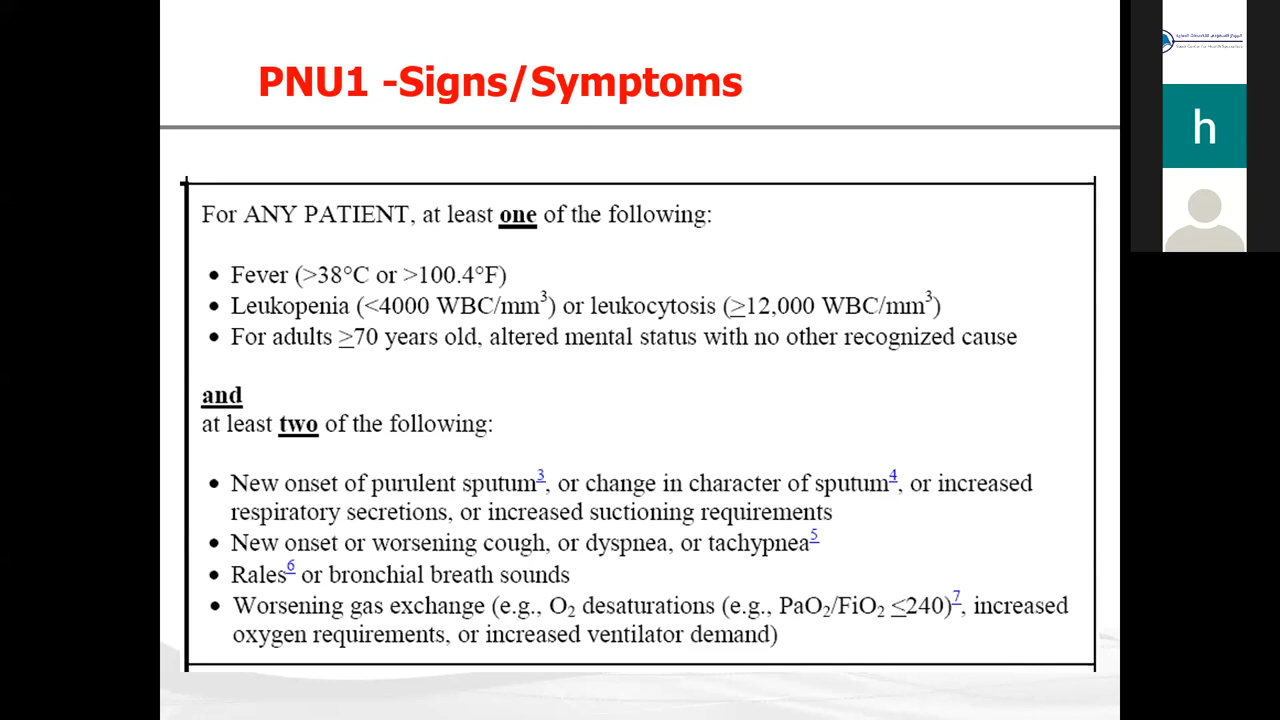 PNU1 -Signs/Symptoms
For ANY PATIENT, at least one of the following:
• Fever (>38°C or >100.4°F)
• Leukopenia (<4000 WBC/mm³) or leukocytosis (≥12,000 WBC/mm³)
• For adults ≥70 years old, altered mental status with no other recognized cause
and
at least two of the following:
• New onset of purulent sputum³, or change in character of sputum⁴, or increased
respiratory secretions, or increased suctioning requirements
• New onset or worsening cough, or dyspnea, or tachypnea⁵
• Rales⁶ or bronchial breath sounds
• Worsening gas exchange (e.g., O₂ desaturations (e.g., PaO₂/FiO₂ ≤240)⁷, increased
oxygen requirements, or increased ventilator demand)
h